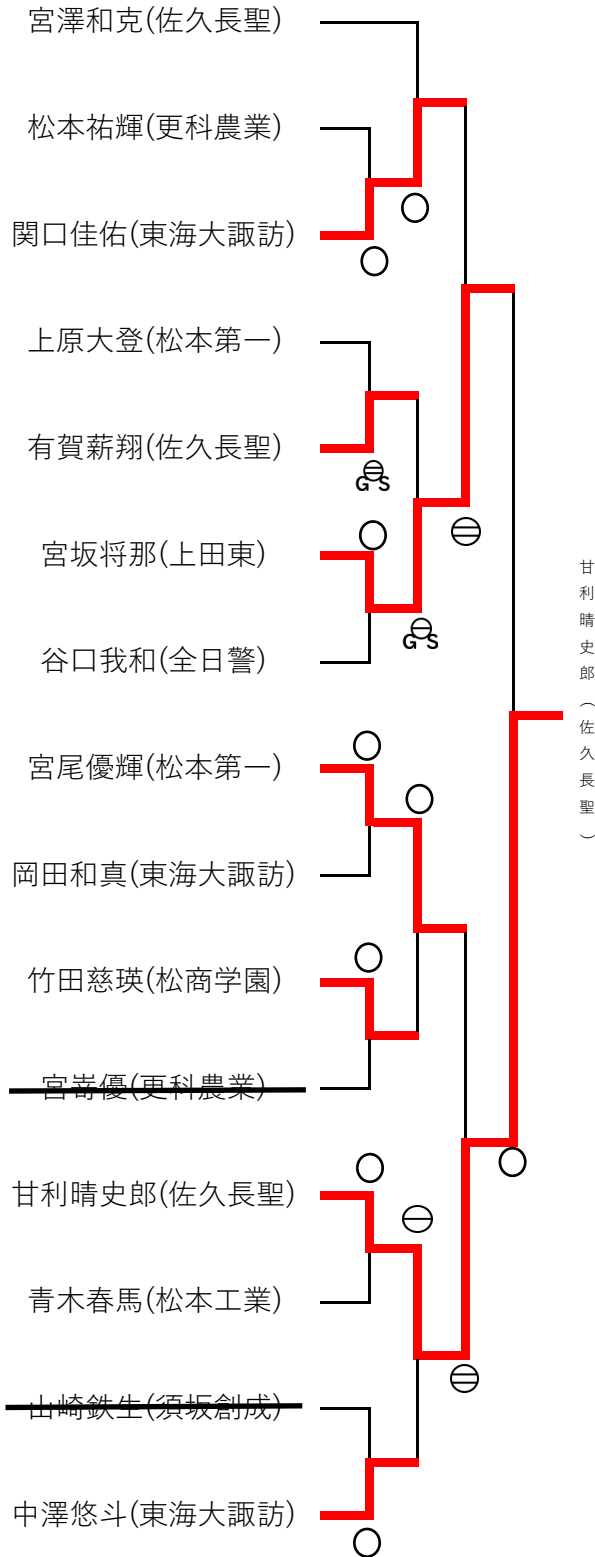 宮澤和克(佐久長聖)
松本祐輝(更科農業)
関口佳佑(東海大諏訪)
上原大登(松本第一)
有賀薪翔(佐久長聖)
G S
宮坂将那(上田東)
G S
谷口我和(全日警)
宮尾優輝(松本第一)
岡田和真(東海大諏訪)
竹田慈瑛(松商学園)
宮嵜優(更科農業)
甘利晴史郎(佐久長聖)
青木春馬(松本工業)
山崎鉄生(須坂創成)
中澤悠斗(東海大諏訪)
甘利晴史郎(佐久長聖)